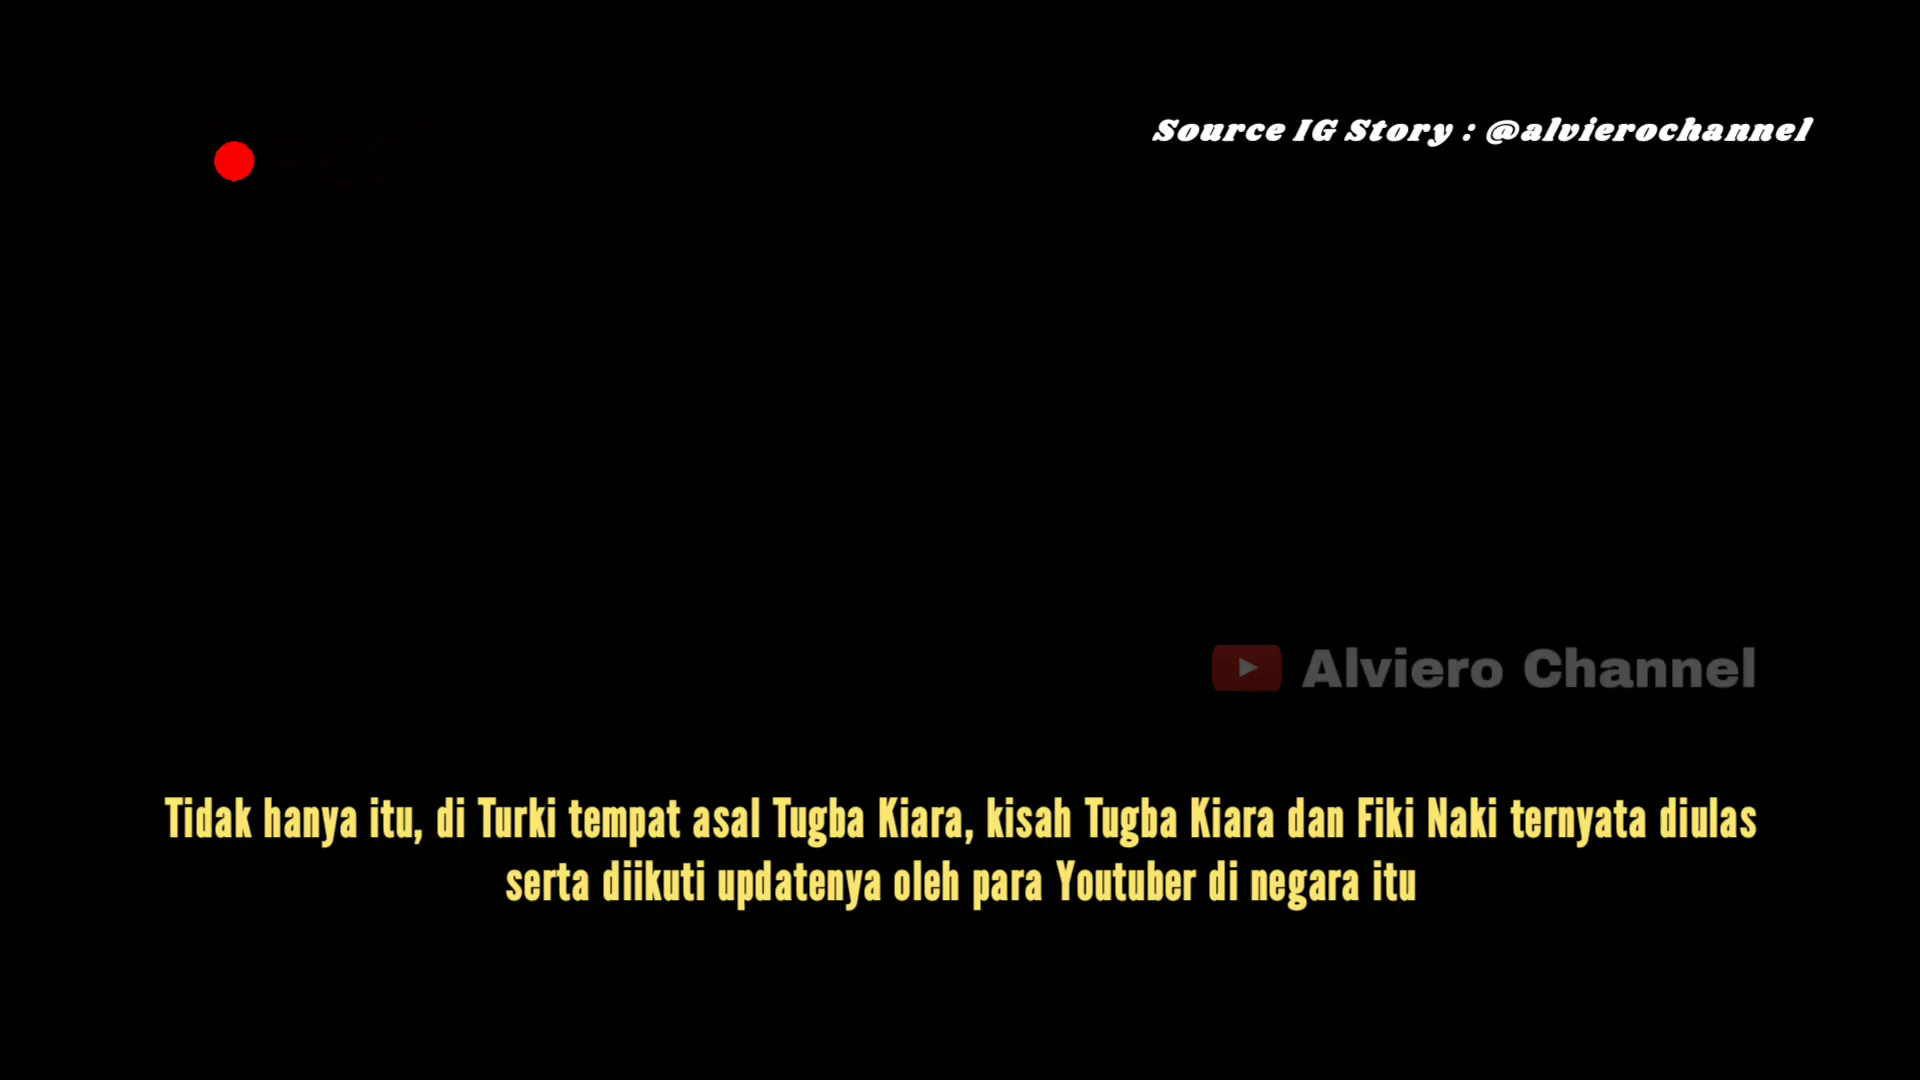 Source IG Story : @alvierochannel
Alviero Channel
Tidak hanya itu, di Turki tempat asal Tugba Kiara, kisah Tugba Kiara dan Fiki Naki ternyata diulas
serta diikuti updatenya oleh para Youtuber di negara itu